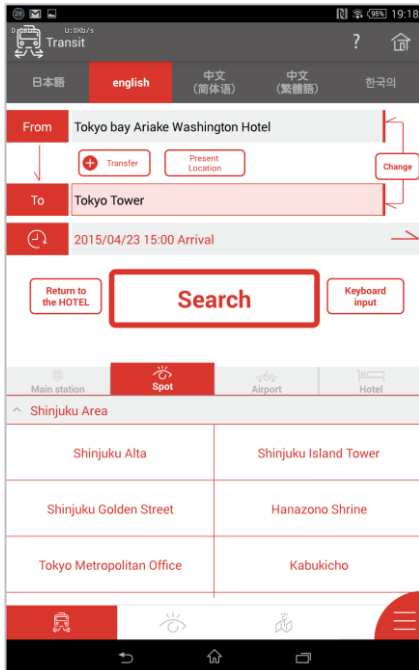 20
95%
19:18
U:0Kb/s
Transit
?
日本語
english
中文
（简体语）
中文
（繁體語）
한국의
From
Tokyo bay Ariake Washington Hotel
Transfer
Present
Location
Change
To
Tokyo Tower
2015/04/23 15:00 Arrival
Return to
the HOTEL
Search
Keyboard
input
Main station
Spot
Airport
Hotel
Shinjuku Area
Shinjuku Alta
Shinjuku Island Tower
Shinjuku Golden Street
Hanazono Shrine
Tokyo Metropolitan Office
Kabukicho